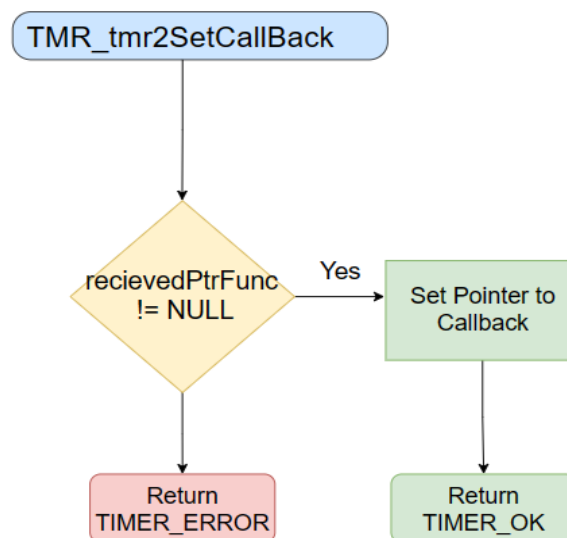 TMR_tmr2SetCallBack
recievedPtrFunc
!= NULL
Yes
Set Pointer to
Callback
Return
TIMER_ERROR
Return
TIMER_OK